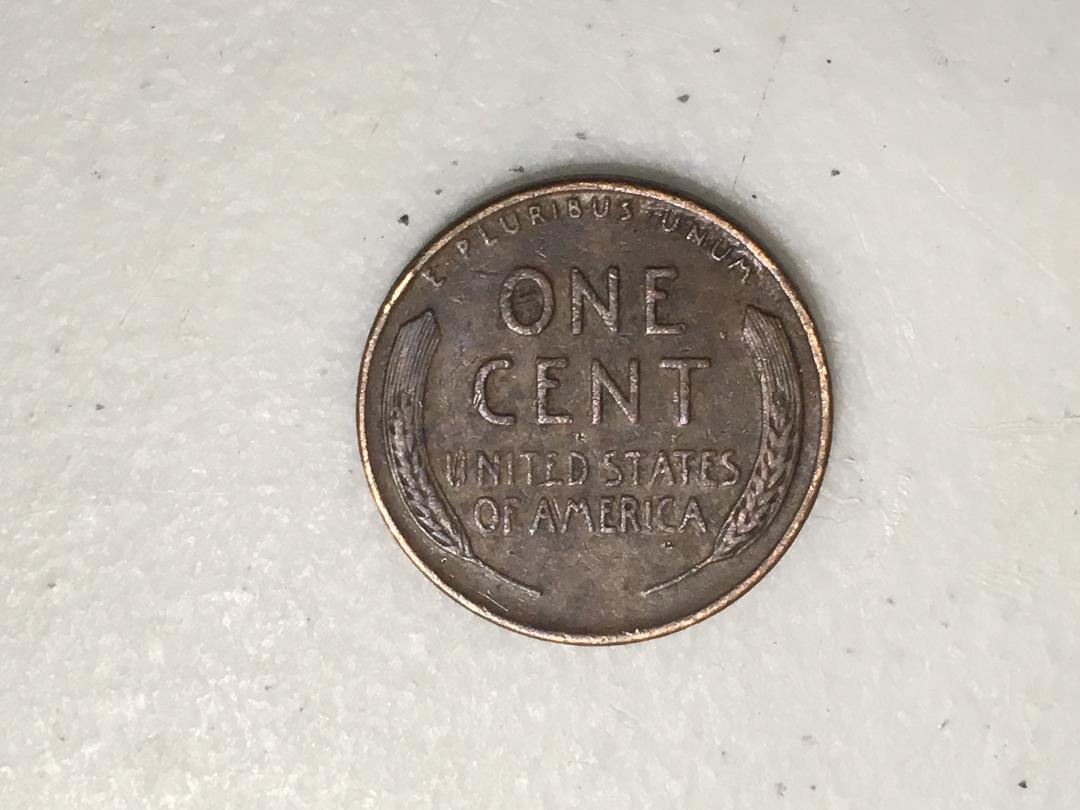 E · PLURIBUS · UNUM
ONE
CENT
UNITED STATES
OF AMERICA